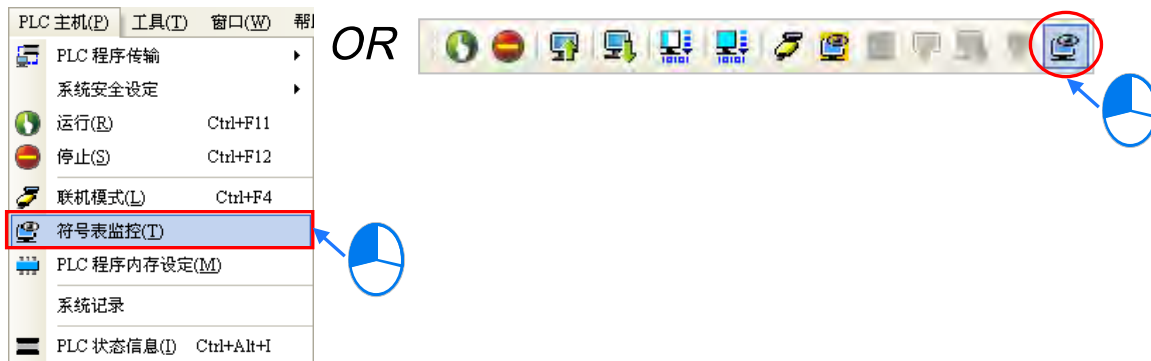 PLC 主机(P) 工具(T) 窗口(W)
PLC 程序传输
系统安全设定
运行(R) Ctrl+F11
停止(S) Ctrl+F12
联机模式(L) Ctrl+F4
符号表监控(T)
PLC 程序内存设定(M)
系统记录
PLC 状态信息(I) Ctrl+Alt+I
OR